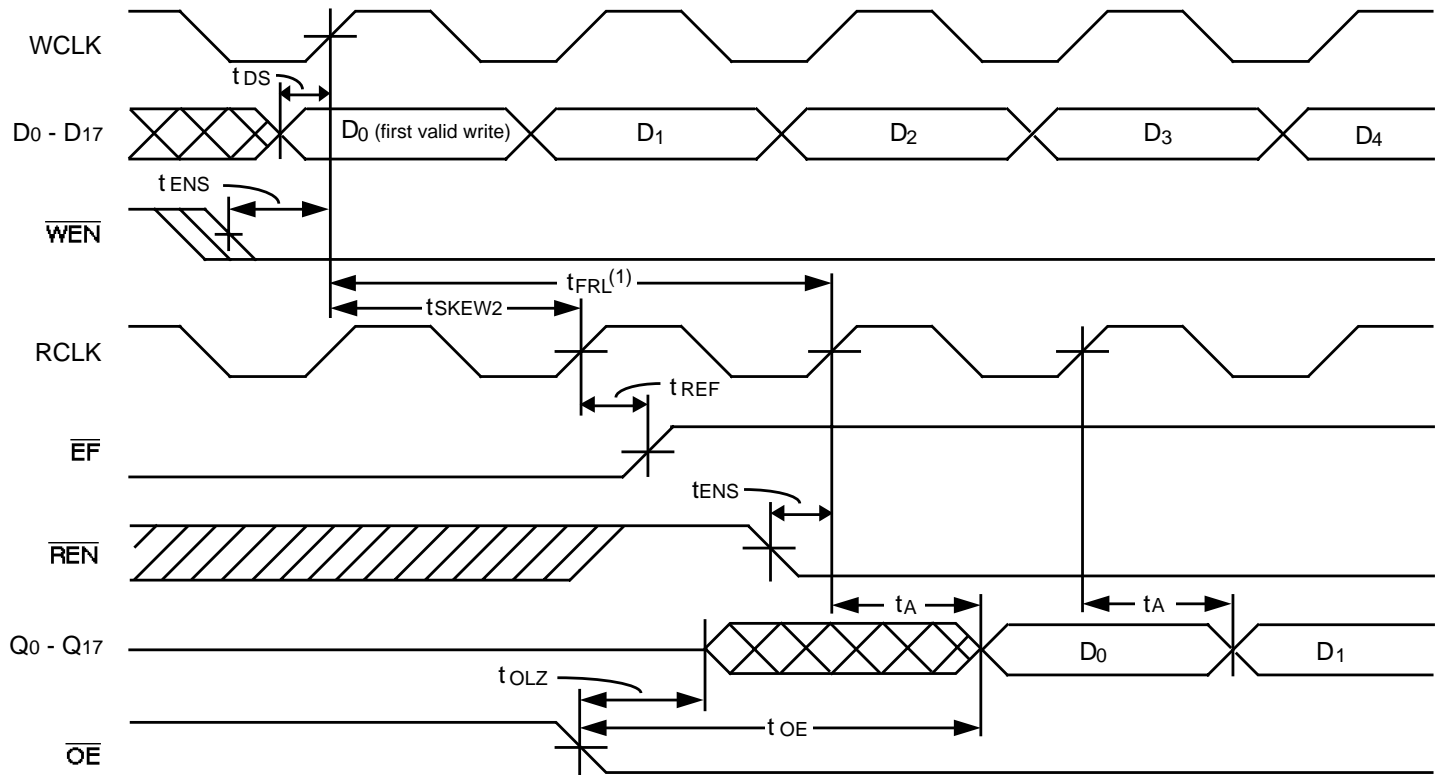 WCLK
tDS
D0 - D17
D0 (first valid write)
D1
D2
D3
D4
tENS
WEN
tFRL(1)
tSKEW2
RCLK
tREF
EF
tENS
REN
tA
tA
Q0 - Q17
D0
D1
tOLZ
tOE
OE